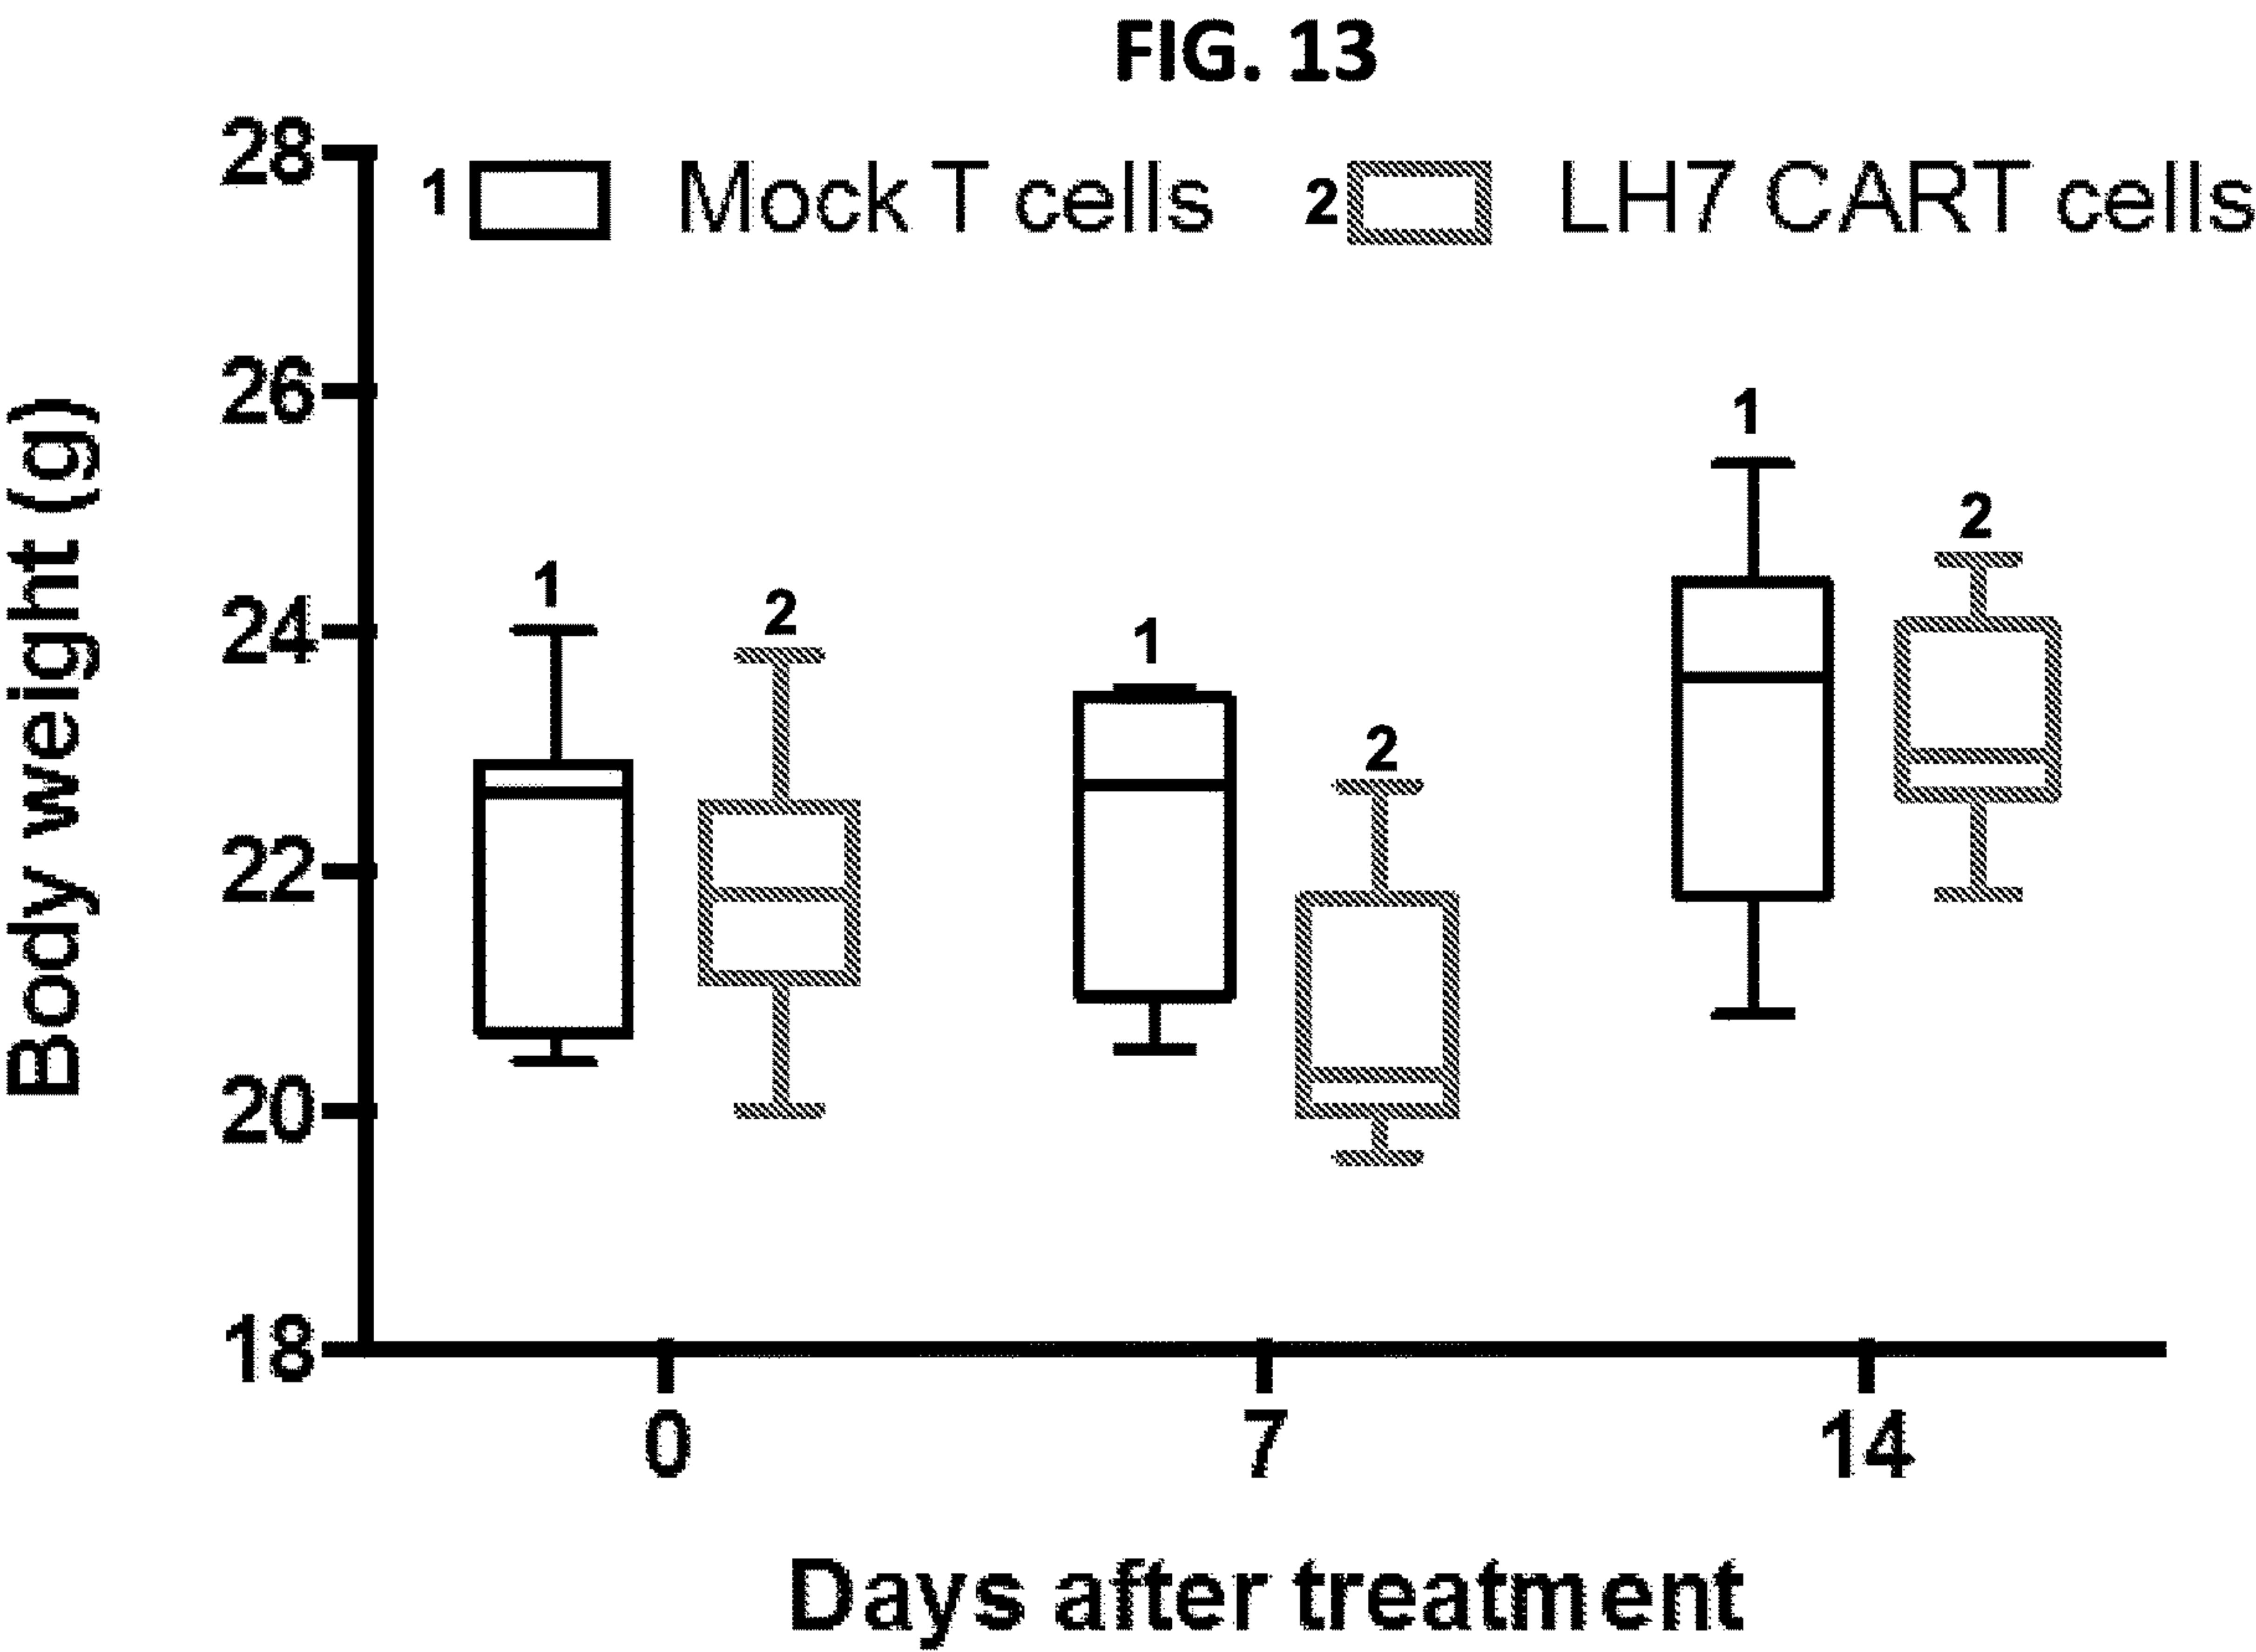 FIG. 13
1 Mock T cells 2 LH7 CART cells
Body weight (g)
28
26
24
22
20
18
1 2 1 2 1 2
0 7 14
Days after treatment